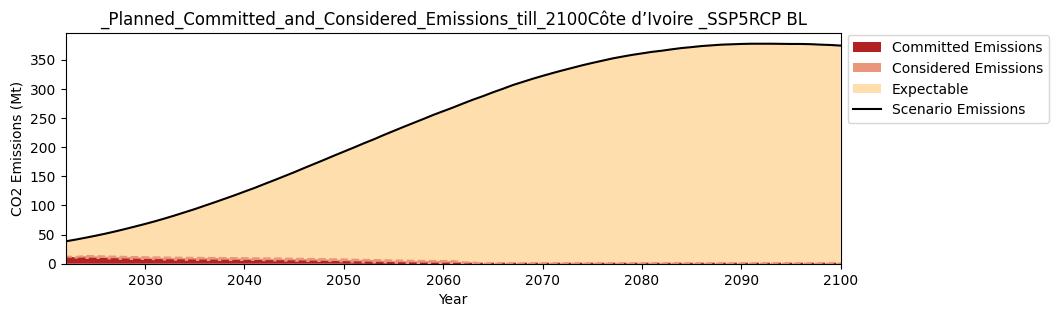 _Planned_Committed_and_Considered_Emissions_till_2100Côte d’Ivoire _SSP5RCP BL
CO2 Emissions (Mt)
350
300
250
200
150
100
50
0
2030 2040 2050 2060 2070 2080 2090 2100
Year
Committed Emissions
Considered Emissions
Expectable
Scenario Emissions